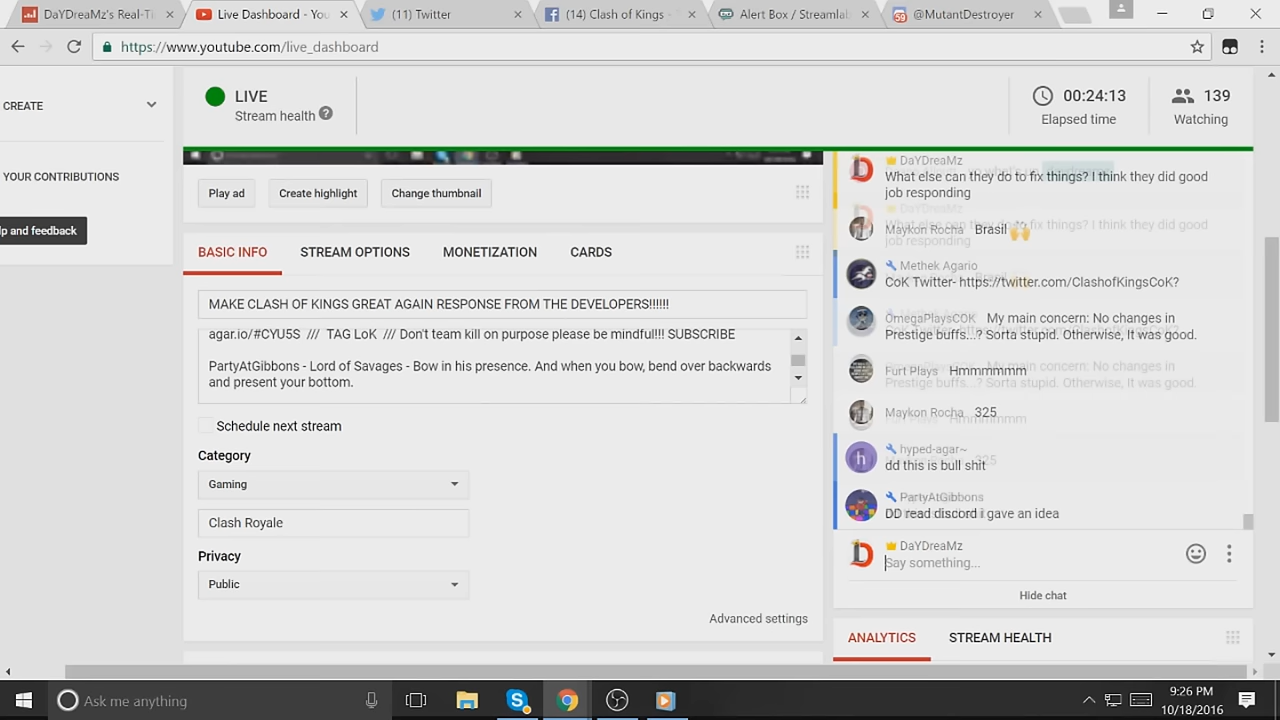 DaYDreaMz's Real-Ti
Live Dashboard - You
(11) Twitter
(14) Clash of Kings -
Alert Box / Streamlab
59
@MutantDestroyer
https://www.youtube.com/live_dashboard
CREATE
YOUR CONTRIBUTIONS
lp and feedback
LIVE
Stream health ?
00:24:13
Elapsed time
139
Watching
Play ad
Create highlight
Change thumbnail
BASIC INFO
STREAM OPTIONS
MONETIZATION
CARDS
MAKE CLASH OF KINGS GREAT AGAIN RESPONSE FROM THE DEVELOPERS!!!!!!
agar.io/#CYU5S /// TAG LoK /// Don't team kill on purpose please be mindful!!! SUBSCRIBE
PartyAtGibbons - Lord of Savages - Bow in his presence. And when you bow, bend over backwards
and present your bottom.
Schedule next stream
Category
Gaming
Clash Royale
Privacy
Public
Advanced settings
DaYDreaMz
What else can they do to fix things? I think they did good
job responding
Maykon Rocha Brasil
Methek Agario
CoK Twitter- https://twitter.com/ClashofKingsCoK?
OmegaPlaysCOK My main concern: No changes in
Prestige buffs...? Sorta stupid. Otherwise, It was good.
Furt Plays Hmmmmmm
Maykon Rocha 325
hyped-agar~
dd this is bull shit
PartyAtGibbons
DD read discord i gave an idea
DaYDreaMz
Say something...
Hide chat
ANALYTICS
STREAM HEALTH
Ask me anything
9:26 PM
10/18/2016